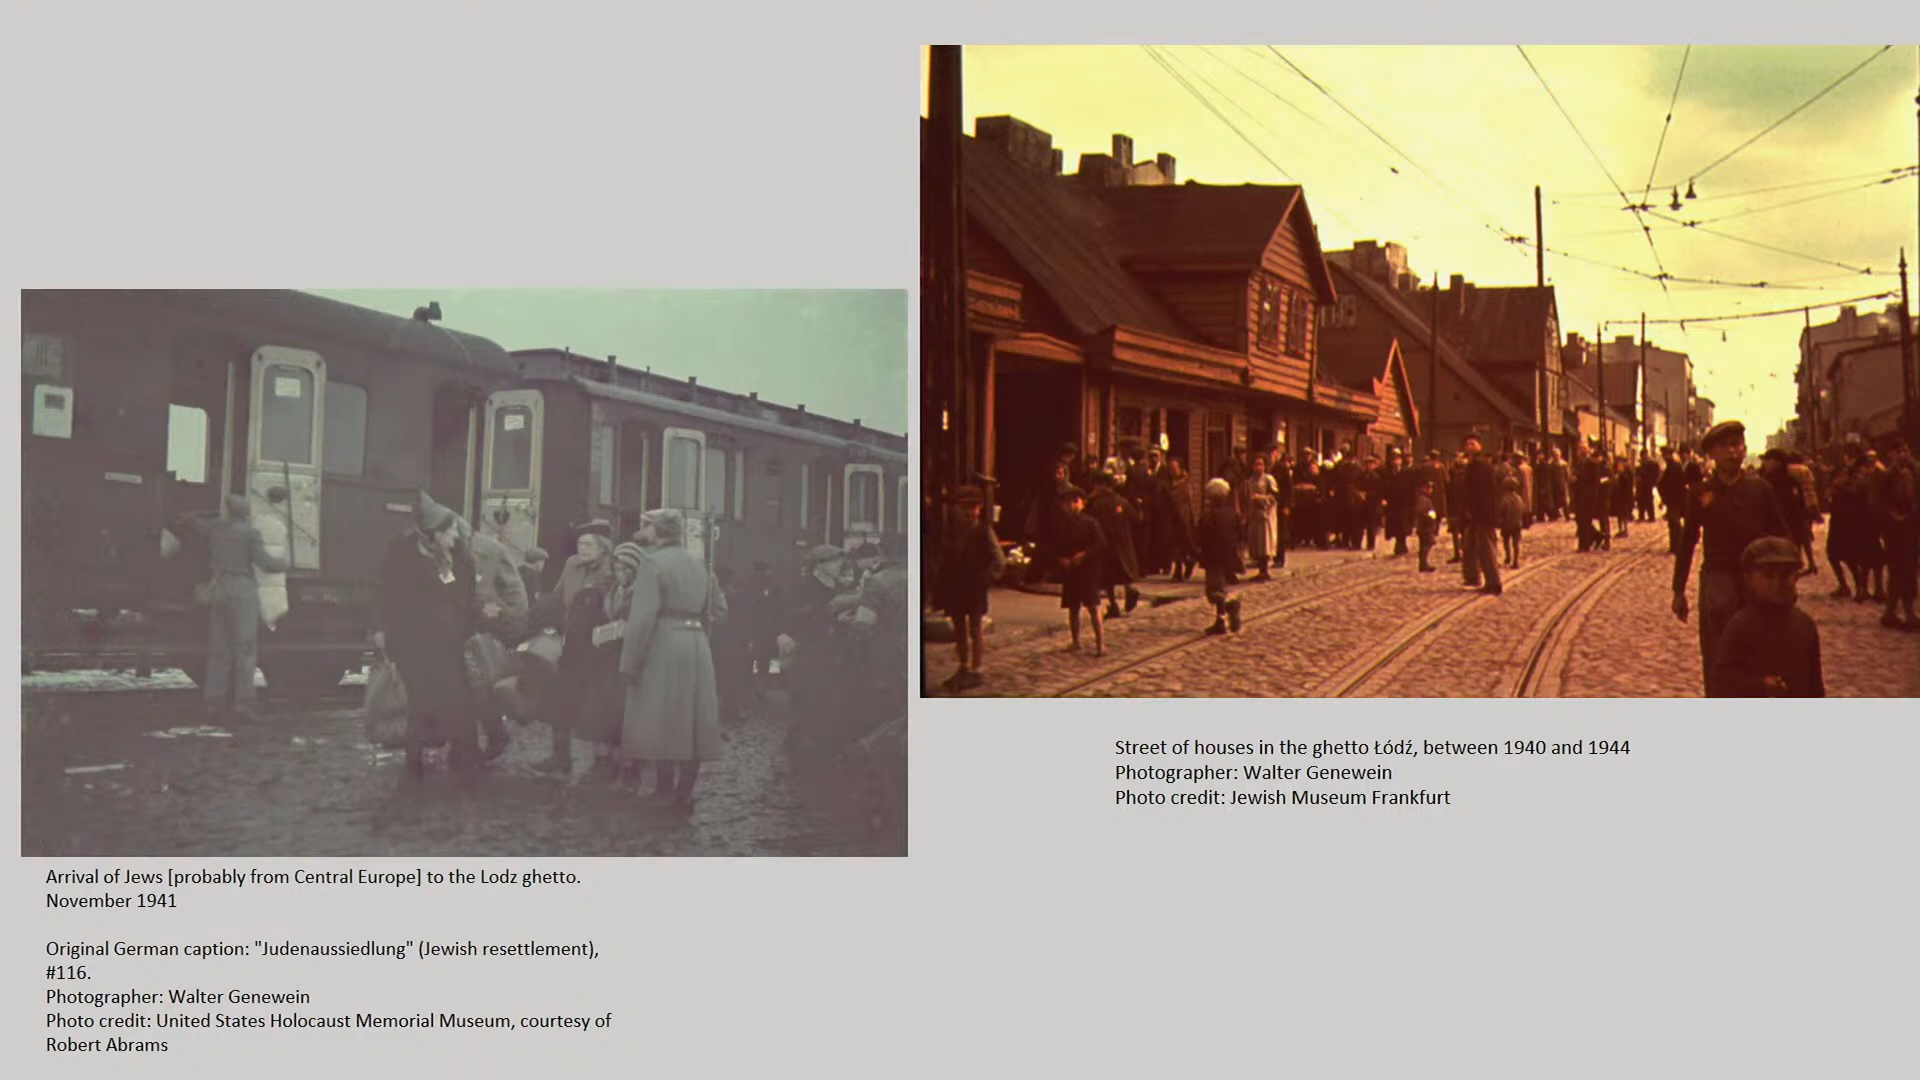 Arrival of Jews [probably from Central Europe] to the Lodz ghetto.
November 1941
Original German caption: "Judenaussiedlung" (Jewish resettlement),
#116.
Photographer: Walter Genewein
Photo credit: United States Holocaust Memorial Museum, courtesy of
Robert Abrams
Street of houses in the ghetto Łódź, between 1940 and 1944
Photographer: Walter Genewein
Photo credit: Jewish Museum Frankfurt